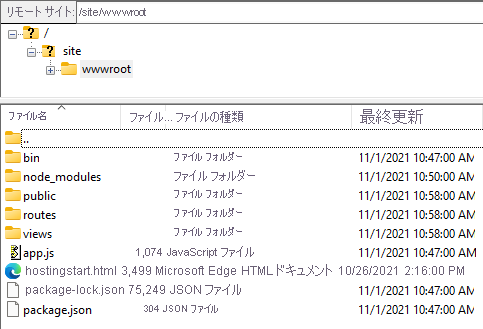 リモート サイト: /site/wwwroot
/
site
wwwroot
ファイル名 ファイル... ファイルの種類 最終更新
..
bin ファイル フォルダー 11/1/2021 10:47:00 AM
node_modules ファイル フォルダー 11/1/2021 10:50:00 AM
public ファイル フォルダー 11/1/2021 10:58:00 AM
routes ファイル フォルダー 11/1/2021 10:58:00 AM
views ファイル フォルダー 11/1/2021 10:58:00 AM
app.js 1,074 JavaScript ファイル 11/1/2021 10:47:00 AM
hostingstart.html 3,499 Microsoft Edge HTMLドキュメント 10/26/2021 2:16:00 PM
package-lock.json 75,249 JSON ファイル 11/1/2021 10:47:00 AM
package.json 304 JSON ファイル 11/1/2021 10:47:00 AM